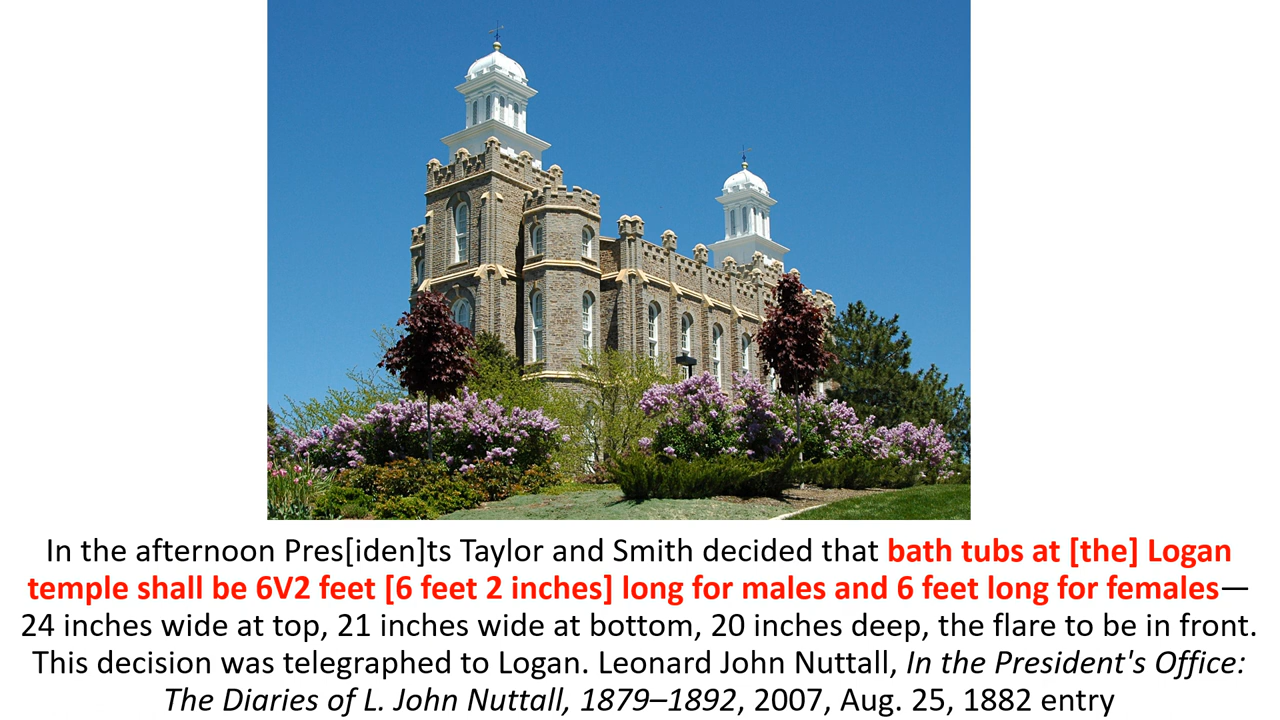 In the afternoon Pres[iden]ts Taylor and Smith decided that bath tubs at [the] Logan
temple shall be 6V2 feet [6 feet 2 inches] long for males and 6 feet long for females—
24 inches wide at top, 21 inches wide at bottom, 20 inches deep, the flare to be in front.
This decision was telegraphed to Logan. Leonard John Nuttall, In the President's Office:
The Diaries of L. John Nuttall, 1879–1892, 2007, Aug. 25, 1882 entry